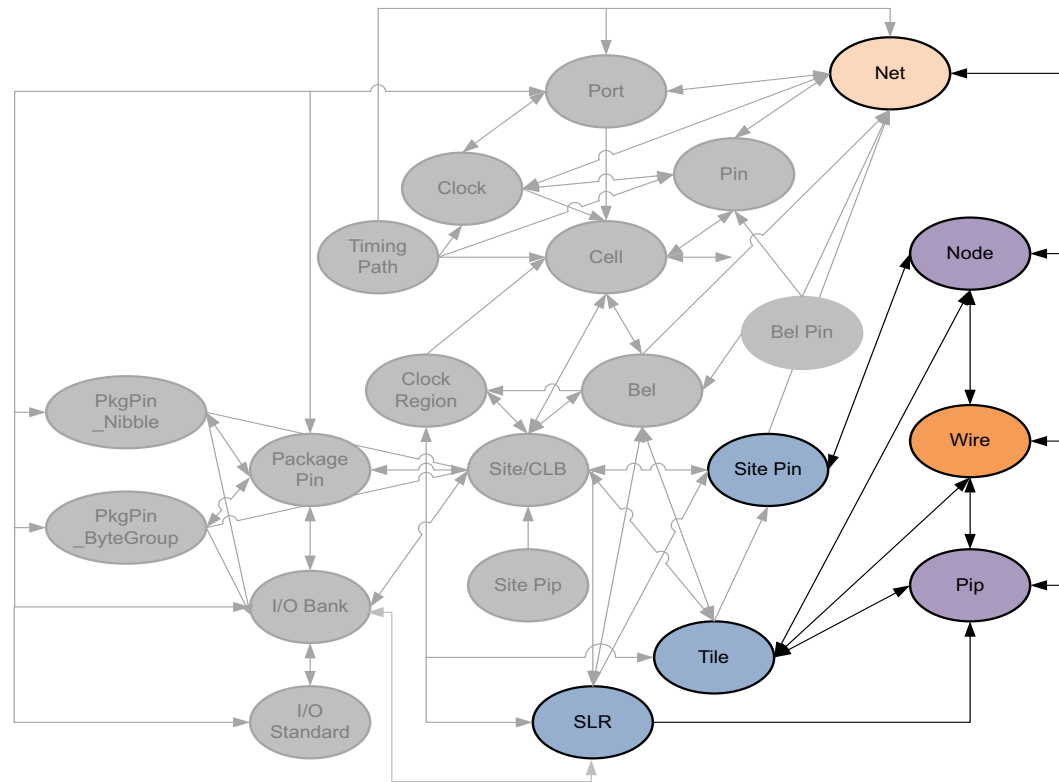 Net
Port
Pin
Clock
Timing
Path
Cell
Node
Bel Pin
Clock
Region
Bel
PkgPin
_Nibble
Wire
Package
Pin
Site/CLB
Site Pin
PkgPin
_ByteGroup
Site Pip
Pip
I/O Bank
Tile
I/O
Standard
SLR